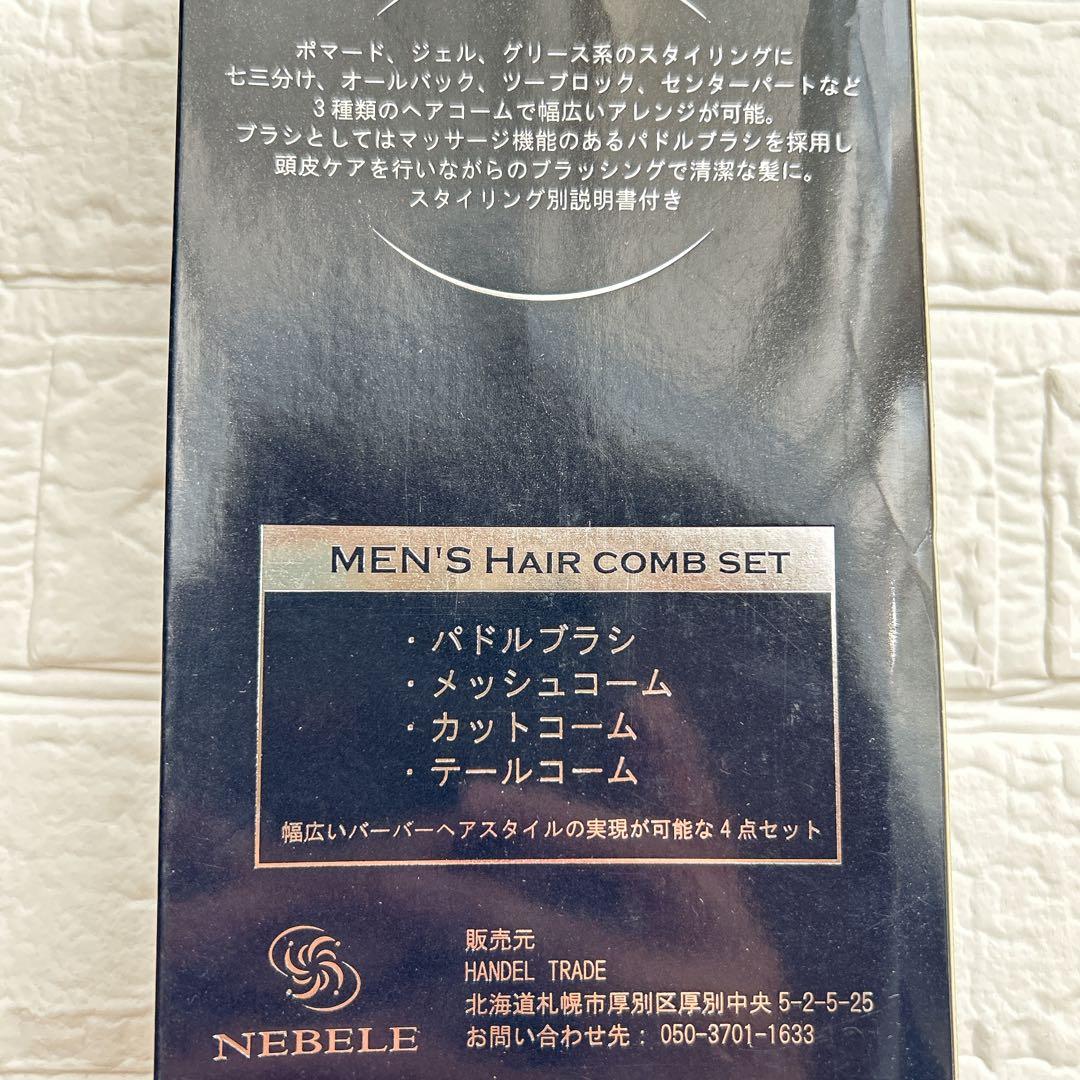 ポマード、ジェル、グリース系のスタイリングに
七三分け、オールバック、ツーブロック、センターパートなど
3種類のヘアコームで幅広いアレンジが可能。
ブラシとしてはマッサージ機能のあるパドルブラシを採用し
頭皮ケアを行いながらのブラッシングで清潔な髪に。
スタイリング別説明書付き
MEN'S HAIR COMB SET
・パドルブラシ
・メッシュコーム
・カットコーム
・テールコーム
幅広いバーバーヘアスタイルの実現が可能な4点セット
NEBELE
販売元
HANDEL TRADE
北海道札幌市厚別区厚別中央5-2-5-25
お問い合わせ先：050-3701-1633